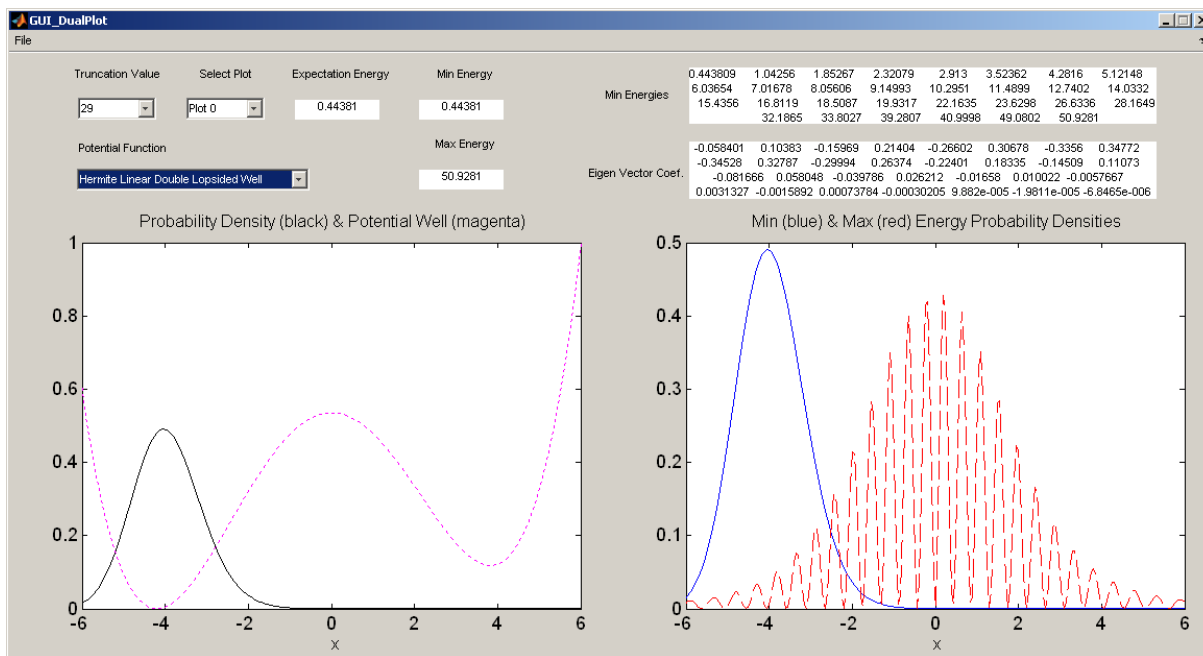 GUI_DualPlot
File
Truncation Value Select Plot Expectation Energy Min Energy
29 Plot 0 0.44381 0.44381
Potential Function Max Energy
Hermite Linear Double Lopsided Well 50.9281
Min Energies
0.443809 1.04256 1.85267 2.32079 2.913 3.52362 4.2816 5.12148
6.03654 7.01678 8.05606 9.14993 10.2951 11.4899 12.7402 14.0332
15.4356 16.8119 18.5087 19.9317 22.1635 23.6298 26.6336 28.1649
32.1865 33.8027 39.2807 40.9998 49.0802 50.9281
Eigen Vector Coef.
-0.058401 0.10383 -0.15969 0.21404 -0.26602 0.30678 -0.3356 0.34772
-0.34528 0.32787 -0.29994 0.26374 -0.22401 0.18335 -0.14509 0.11073
-0.081666 0.058048 -0.039786 0.026212 -0.01658 0.010022 -0.0057667
0.0031327 -0.0015892 0.00073784 -0.00030205 9.882e-005 -1.9811e-005 -6.8465e-006
Probability Density (black) & Potential Well (magenta)
1
0.8
0.6
0.4
0.2
0
-6 -4 -2 0 2 4 6
x
Min (blue) & Max (red) Energy Probability Densities
0.5
0.4
0.3
0.2
0.1
0
-6 -4 -2 0 2 4 6
x